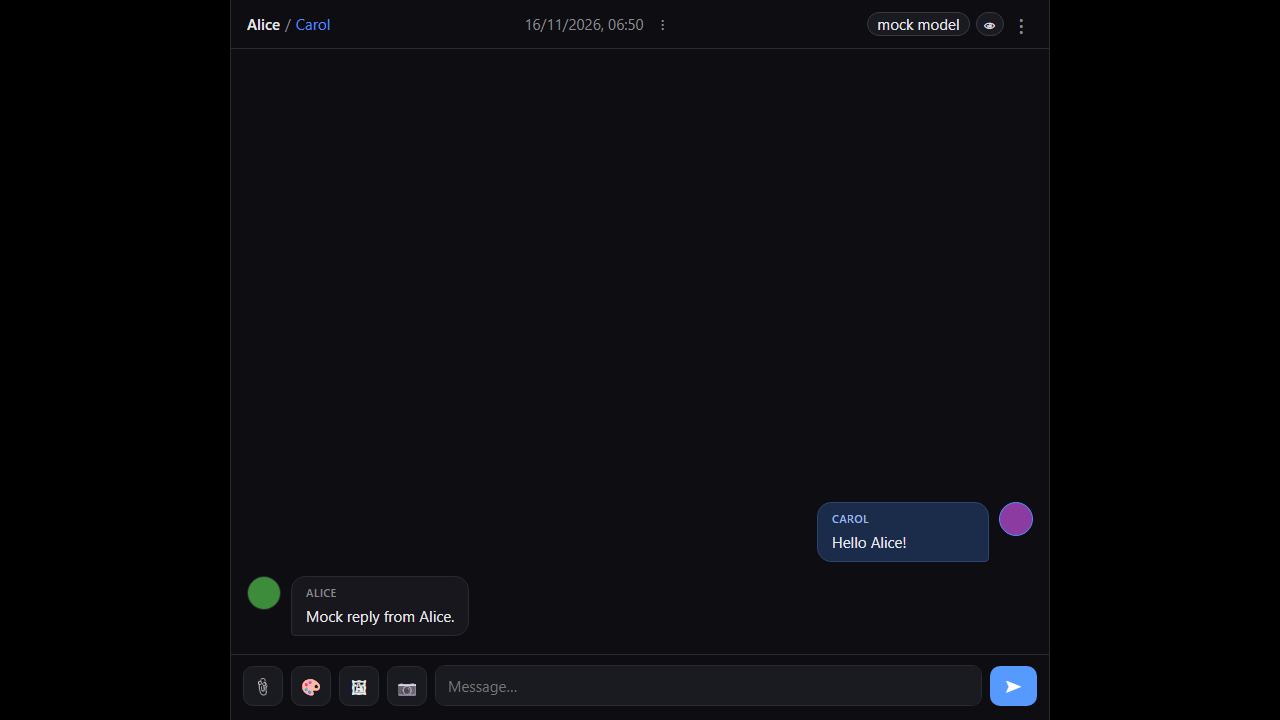 Alice / Carol
16/11/2026, 06:50
mock model
CAROL
Hello Alice!
ALICE
Mock reply from Alice.
Message...